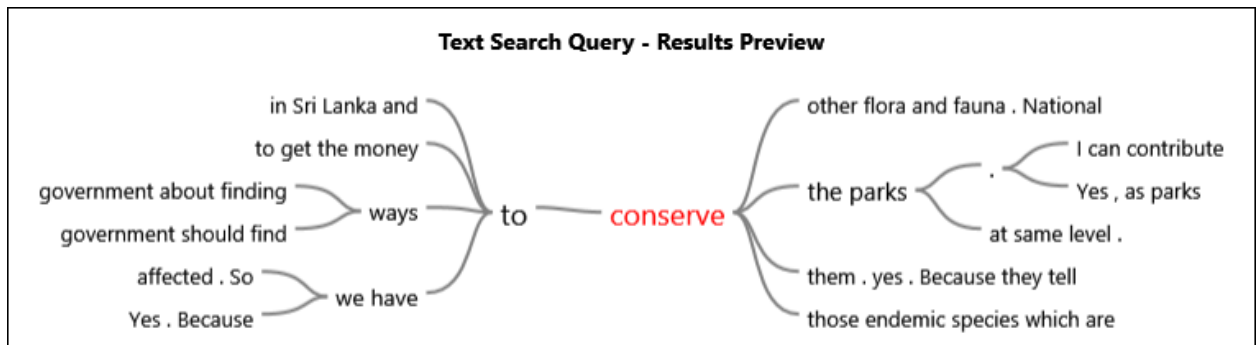 Text Search Query - Results Preview
in Sri Lanka and
to get the money
government about finding
government should find
ways
affected . So
Yes . Because
we have
to
conserve
other flora and fauna . National
the parks
.
I can contribute
Yes , as parks
at same level .
them . yes . Because they tell
those endemic species which are